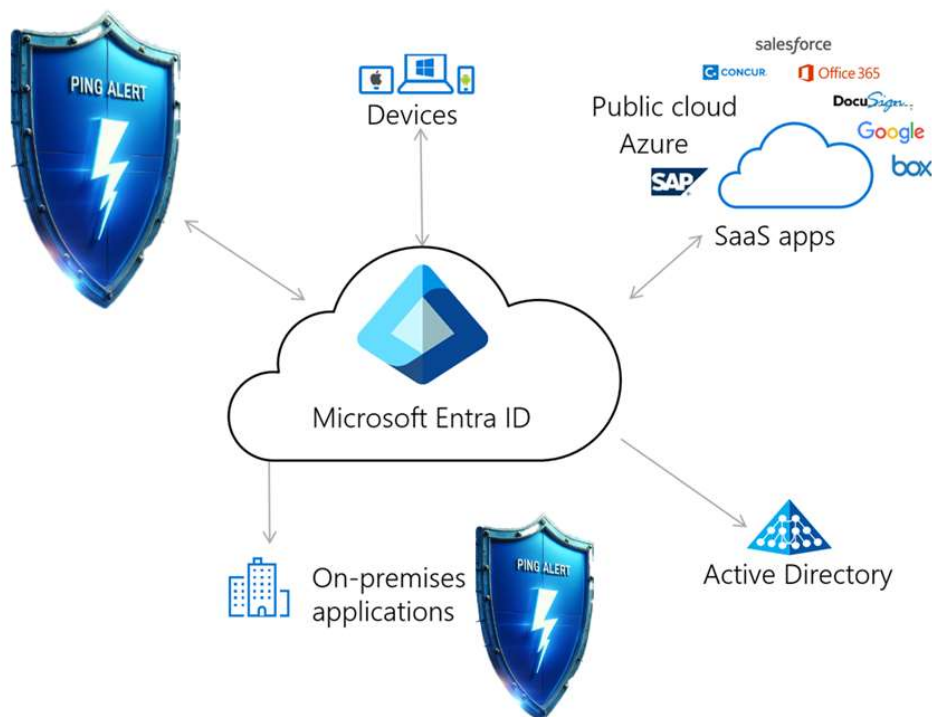 PING ALERT
Devices
salesforce
C. CONCUR.
Office 365
Public cloud
Azure
DocuSign
Google
box
SAP
SaaS apps
Microsoft Entra ID
On-premises
applications
PING ALERT
Active Directory